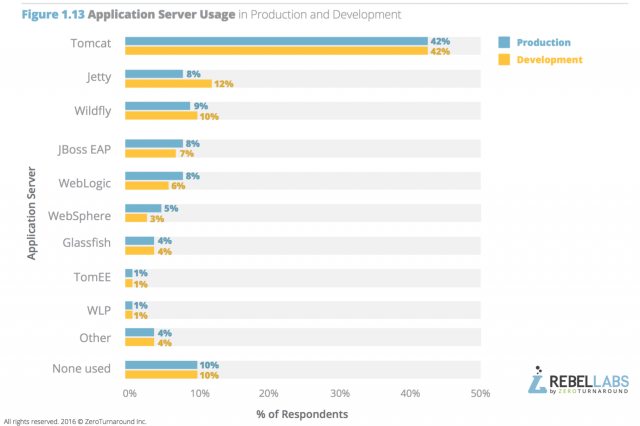 Figure 1.13 Application Server Usage in Production and Development
Production
Development
Application Server
Tomcat
42%
42%
Jetty
8%
12%
Wildfly
9%
10%
JBoss EAP
8%
7%
WebLogic
8%
6%
WebSphere
5%
3%
Glassfish
4%
4%
TomEE
1%
1%
WLP
1%
1%
Other
4%
4%
None used
10%
10%
0% 10% 20% 30% 40% 50%
% of Respondents
REBELLABS
by ZEROTURNAROUND
All rights reserved. 2016 © ZeroTurnaround Inc.